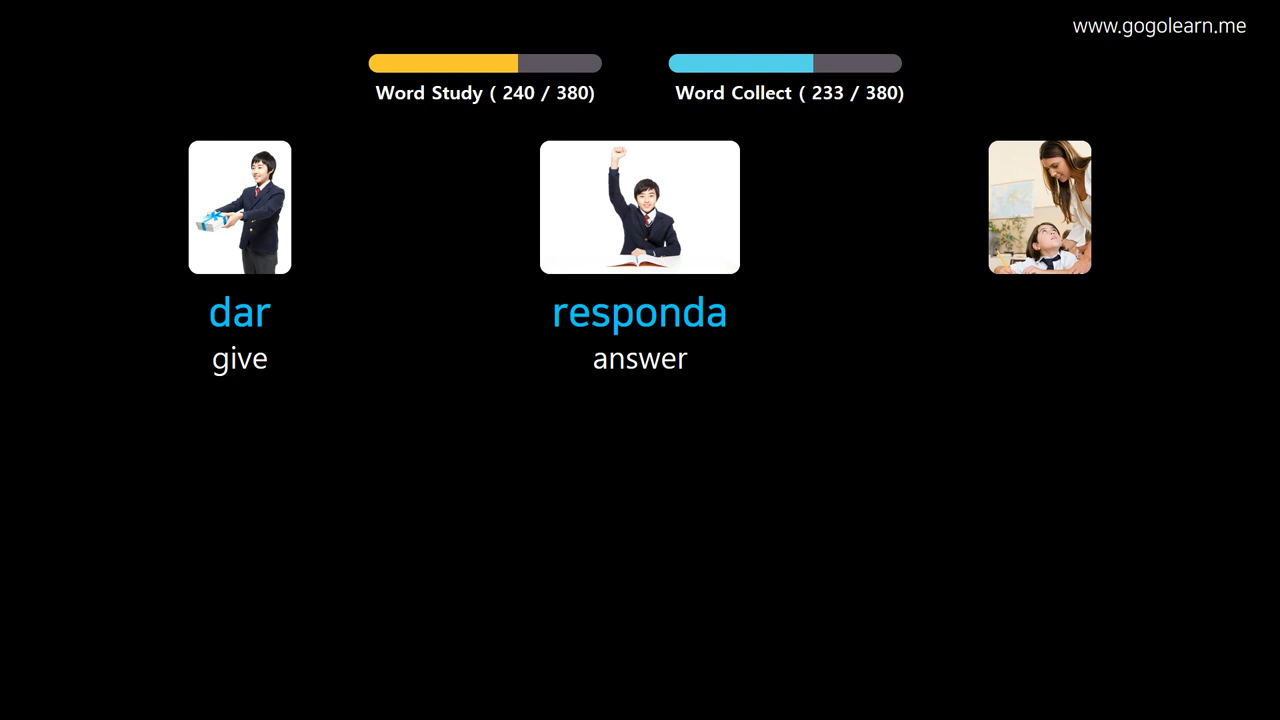 www.gogolearn.me
Word Study ( 240 / 380)
Word Collect ( 233 / 380)
dar
give
responda
answer